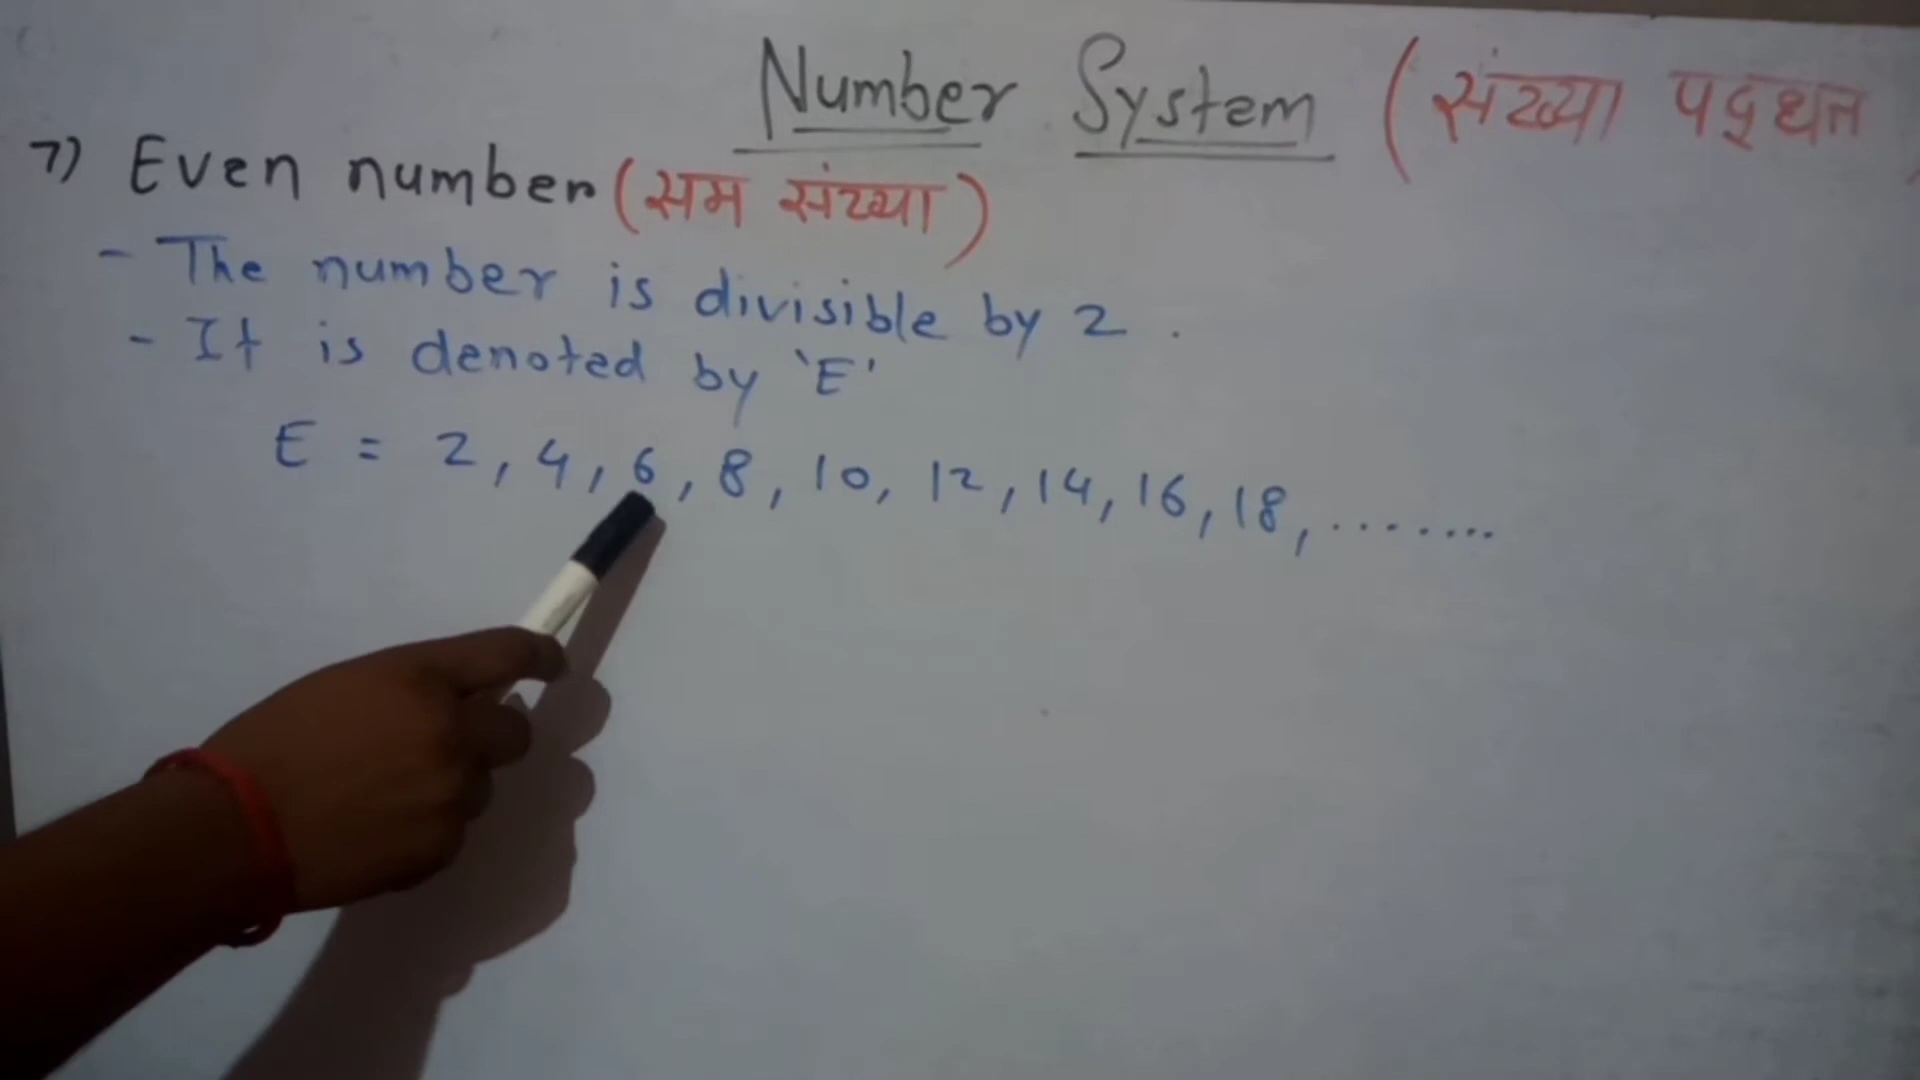 Number System (संख्या पद्धत
7) Even number (सम संख्या)
- The number is divisible by 2.
- It is denoted by 'E'
E = 2, 4, 6, 8, 10, 12, 14, 16, 18, ........